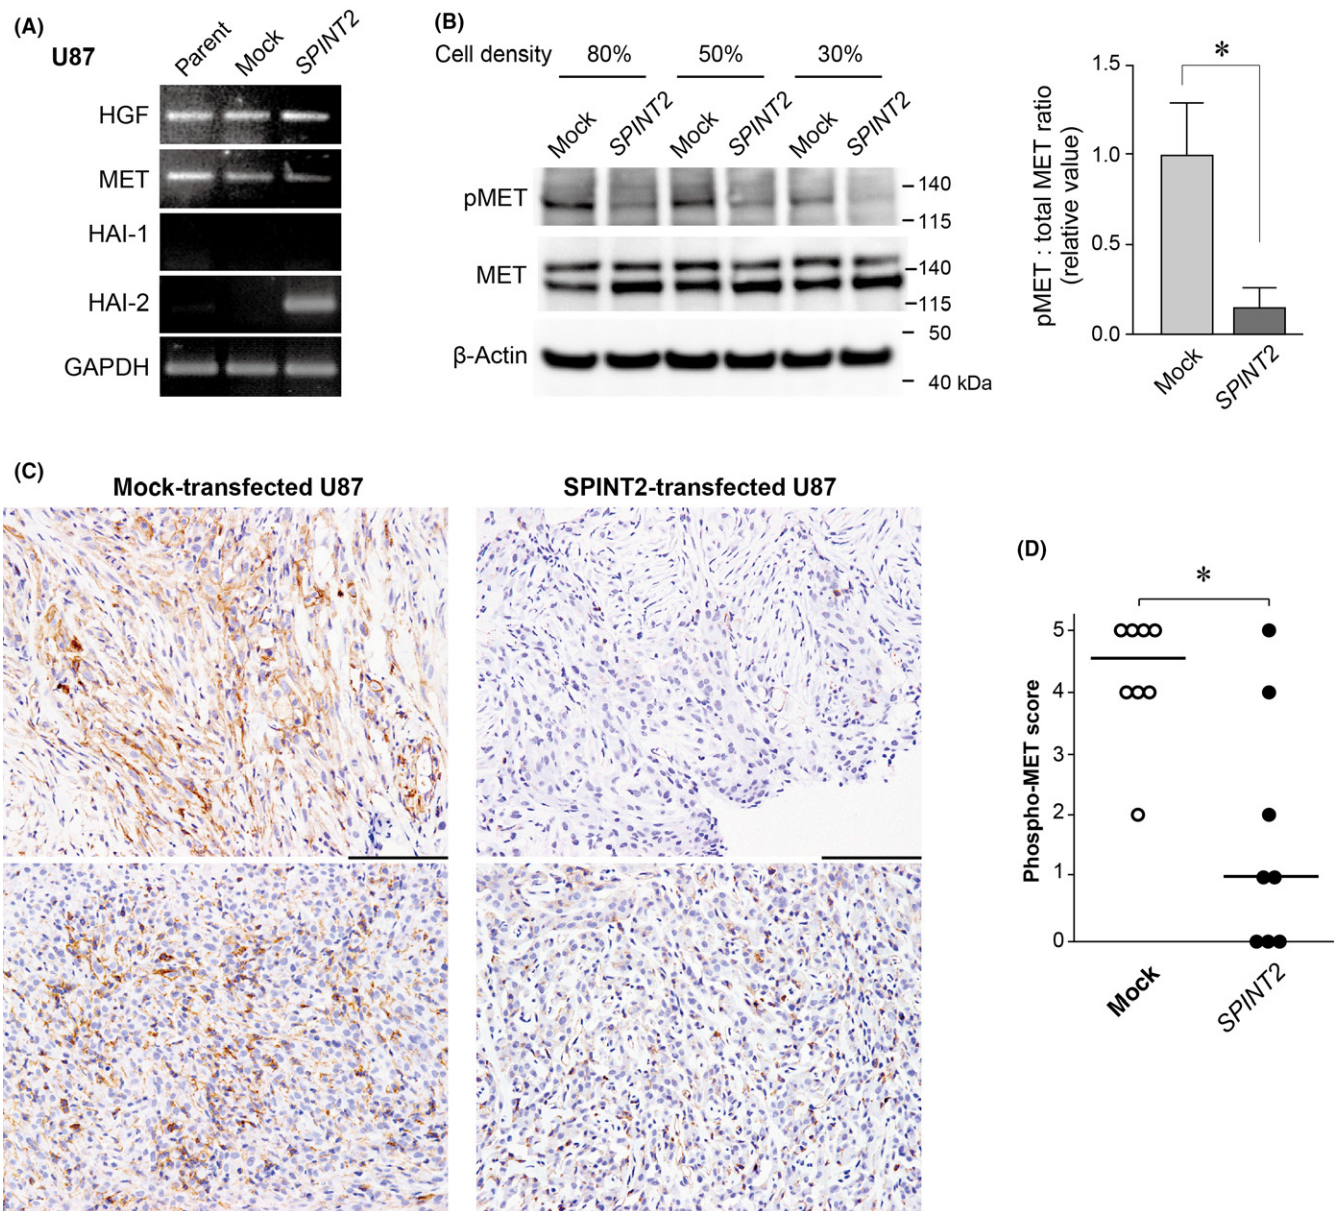 (A)
U87
Parent Mock SPINT2
HGF
MET
HAI-1
HAI-2
GAPDH
(B)
Cell density 80% 50% 30%
Mock SPINT2 Mock SPINT2 Mock SPINT2
pMET
140
115
MET
140
115
β-Actin
50
40 kDa
pMET : total MET ratio
(relative value)
1.5
1.0
0.5
0.0
*
Mock SPINT2
(C)
Mock-transfected U87 SPINT2-transfected U87
(D)
*
Phospho-MET score
5
4
3
2
1
0
Mock SPINT2